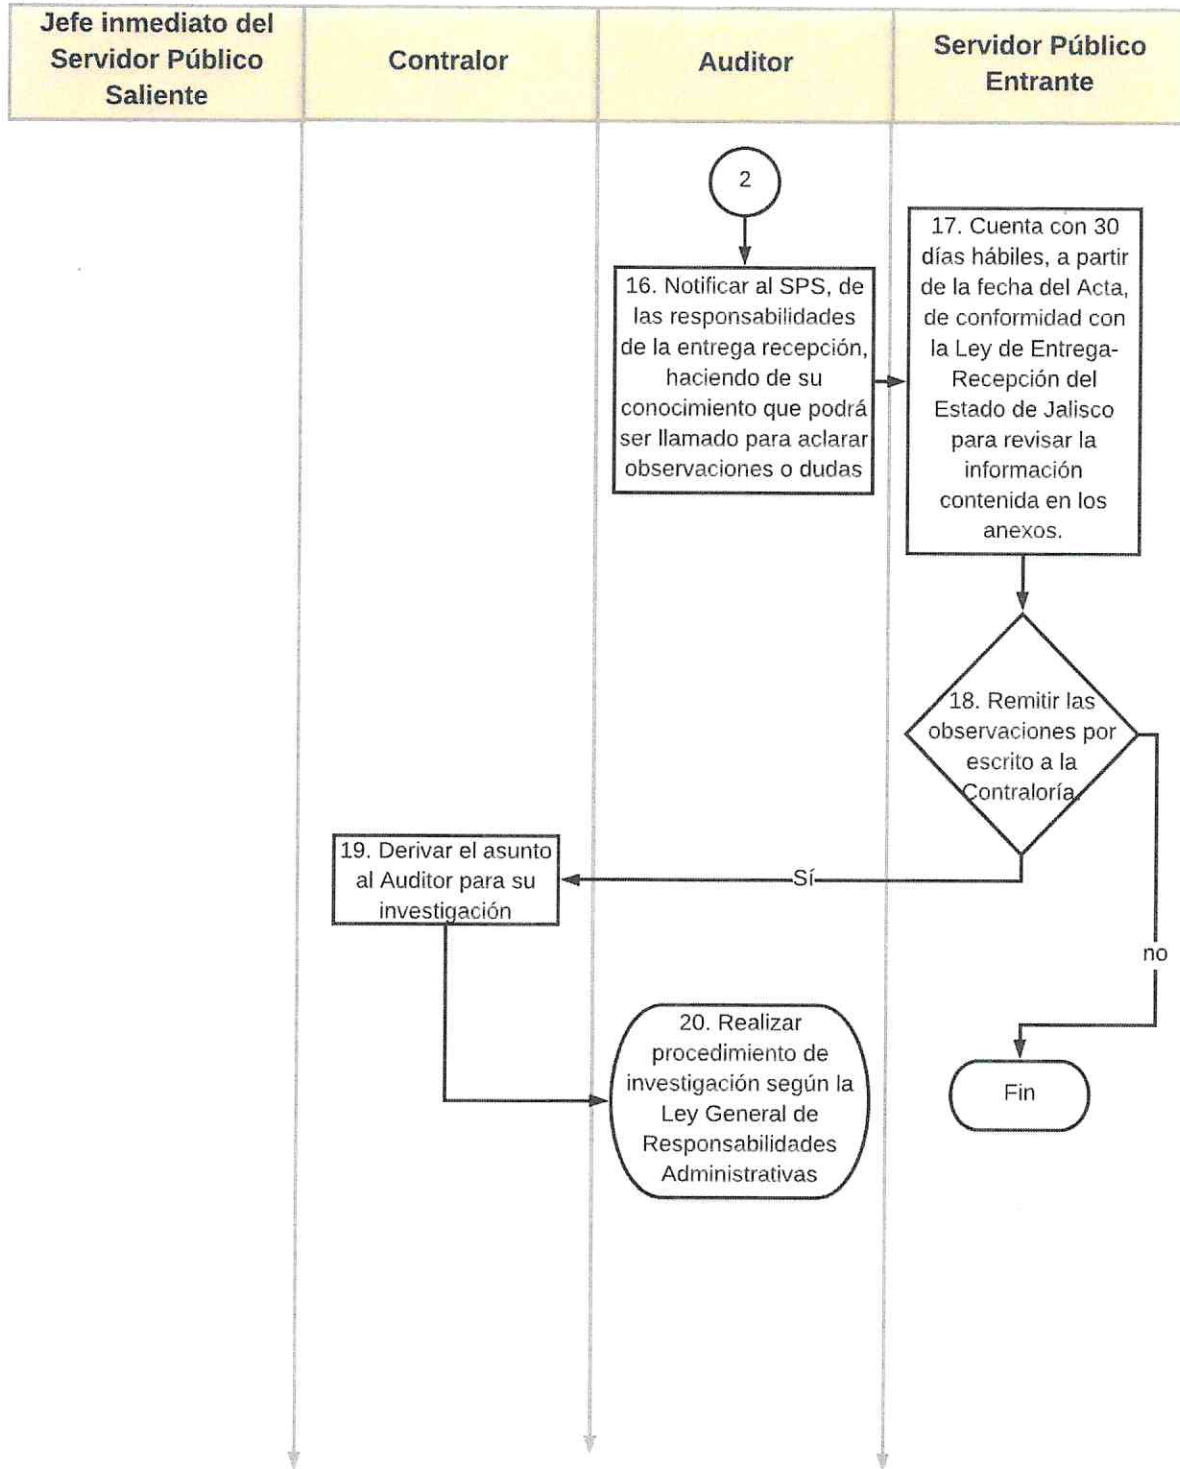 Jefe inmediato del
Servidor Público
Saliente
Contralor
Auditor
Servidor Público
Entrante
2
16. Notificar al SPS, de
las responsabilidades
de la entrega recepción,
haciendo de su
conocimiento que podrá
ser llamado para aclarar
observaciones o dudas
17. Cuenta con 30
días hábiles, a partir
de la fecha del Acta,
de conformidad con
la Ley de Entrega-
Recepción del
Estado de Jalisco
para revisar la
información
contenida en los
anexos.
18. Remitir las
observaciones por
escrito a la
Contraloría.
Sí
no
19. Derivar el asunto
al Auditor para su
investigación
20. Realizar
procedimiento de
investigación según la
Ley General de
Responsabilidades
Administrativas
Fin